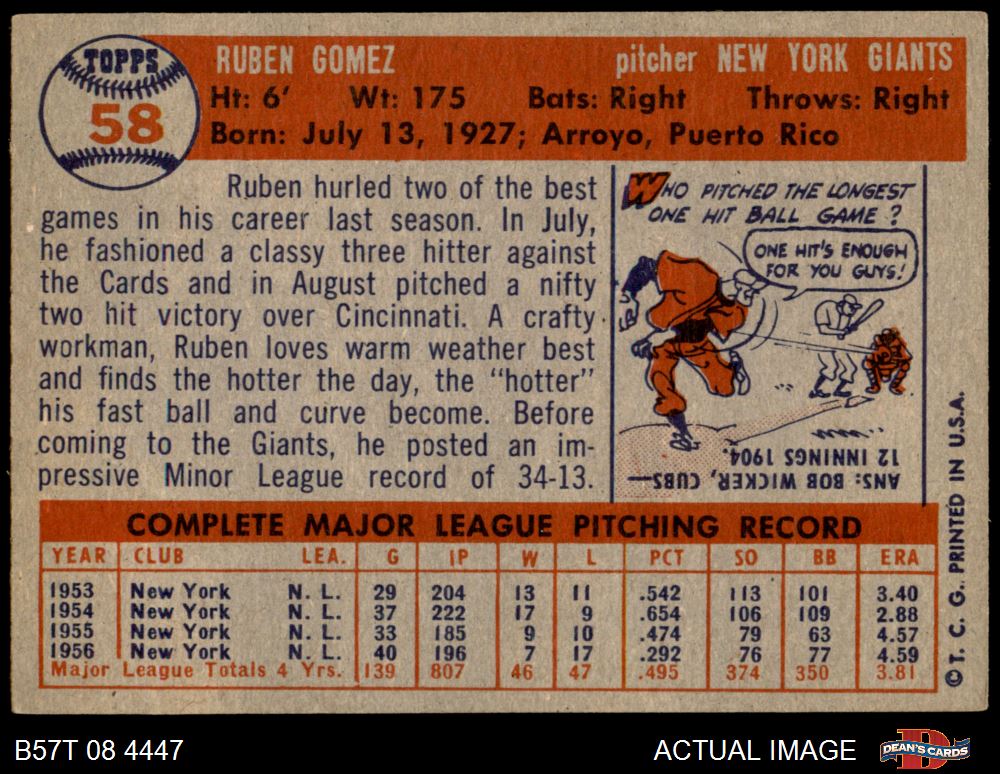 TOPPS
58
RUBEN GOMEZ pitcher NEW YORK GIANTS
Ht: 6' Wt: 175 Bats: Right Throws: Right
Born: July 13, 1927; Arroyo, Puerto Rico
Ruben hurled two of the best
games in his career last season. In July,
he fashioned a classy three hitter against
the Cards and in August pitched a nifty
two hit victory over Cincinnati. A crafty
workman, Ruben loves warm weather best
and finds the hotter the day, the "hotter"
his fast ball and curve become. Before
coming to the Giants, he posted an im-
pressive Minor League record of 34-13.
WHO PITCHED THE LONGEST
ONE HIT BALL GAME?
ONE HIT'S ENOUGH
FOR YOU GUYS!
ANS: BOB WICKER, CUBS—
12 INNINGS 1904.
COMPLETE MAJOR LEAGUE PITCHING RECORD
YEAR CLUB LEA. G IP W L PCT SO BB ERA
1953 New York N. L. 29 204 13 11 .542 113 101 3.40
1954 New York N. L. 37 222 17 9 .654 106 109 2.88
1955 New York N. L. 33 185 9 10 .474 79 63 4.57
1956 New York N. L. 40 196 7 17 .292 76 77 4.59
Major League Totals 4 Yrs. 139 807 46 47 .495 374 350 3.81
©T. C. G. PRINTED IN U.S.A.
B57T 08 4447 ACTUAL IMAGE
DEAN'S CARDS